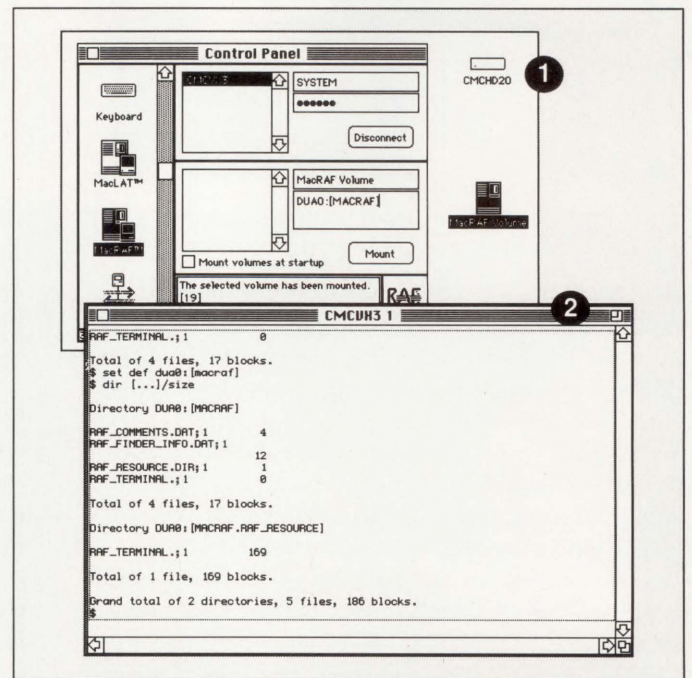 Control Panel
Keyboard
MacLAT™
MacRAF™
CMCVX3
SYSTEM
Disconnect
MacRAF Volume
DUA0:[MACRAF]
Mount volumes at startup
Mount
The selected volume has been mounted.
[19]
RAF
CMCHD20
1
MacRAF Volume
2
CMCVX3 1
RAF_TERMINAL.;1 0
Total of 4 files, 17 blocks.
$ set def dua0:[macraf]
$ dir [...]/size
Directory DUA0:[MACRAF]
RAF_COMMENTS.DAT;1 4
RAF_FINDER_INFO.DAT;1
12
RAF_RESOURCE.DIR;1 1
RAF_TERMINAL.;1 0
Total of 4 files, 17 blocks.
Directory DUA0:[MACRAF.RAF_RESOURCE]
RAF_TERMINAL.;1 169
Total of 1 file, 169 blocks.
Grand total of 2 directories, 5 files, 186 blocks.
$